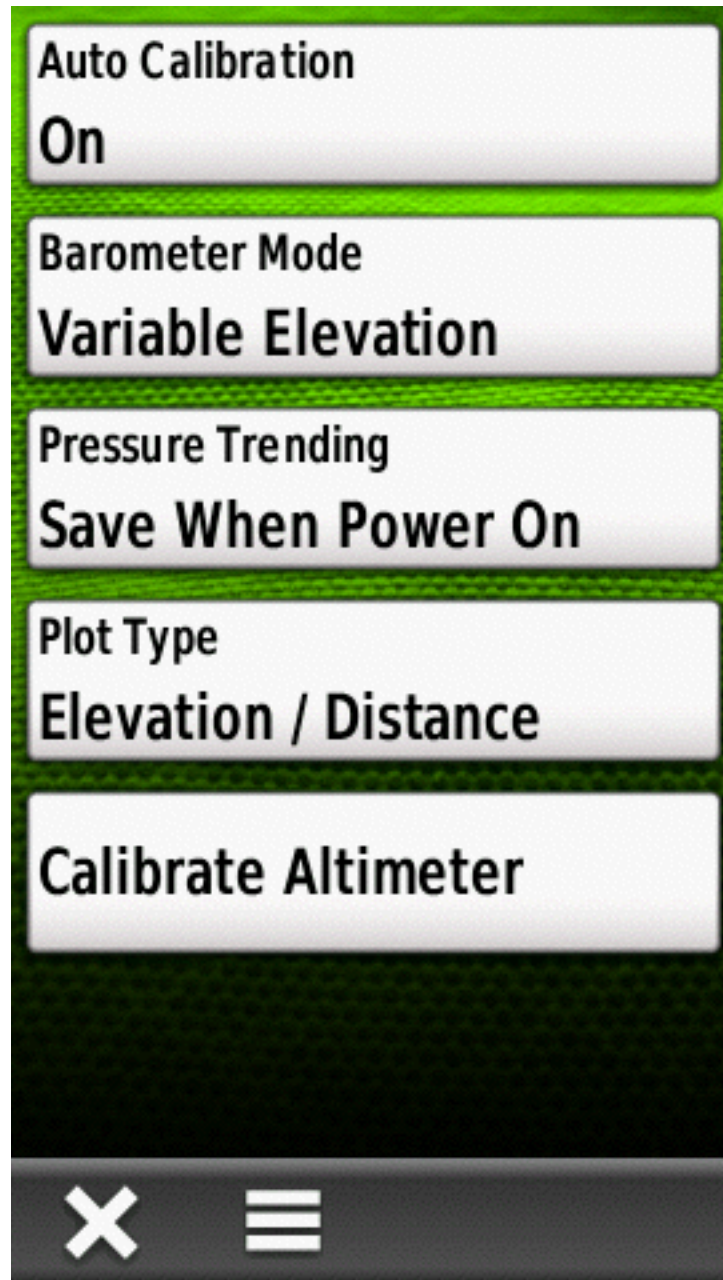 Auto Calibration
On
Barometer Mode
Variable Elevation
Pressure Trending
Save When Power On
Plot Type
Elevation / Distance
Calibrate Altimeter